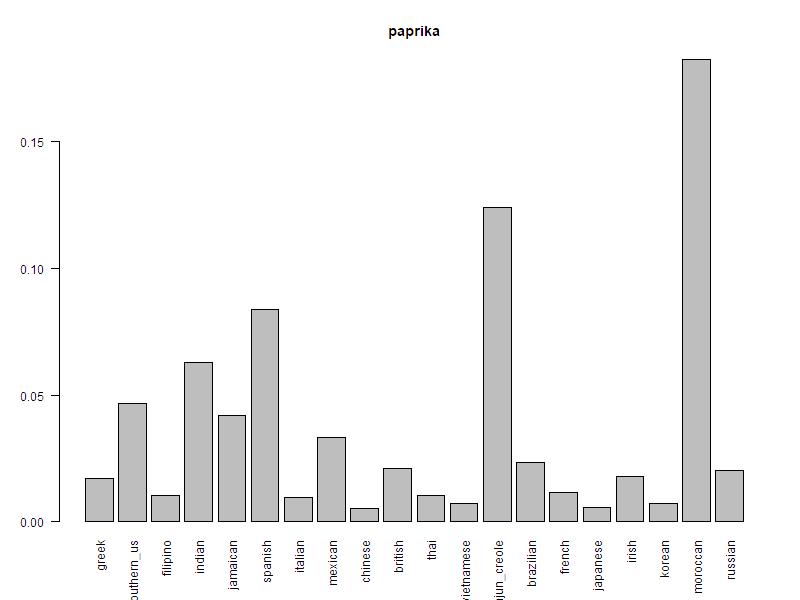 paprika
0.15
0.10
0.05
0.00
greek
outhern_us
filipino
indian
jamaican
spanish
italian
mexican
chinese
british
thai
vietnamese
jun_creole
brazilian
french
japanese
irish
korean
moroccan
russian